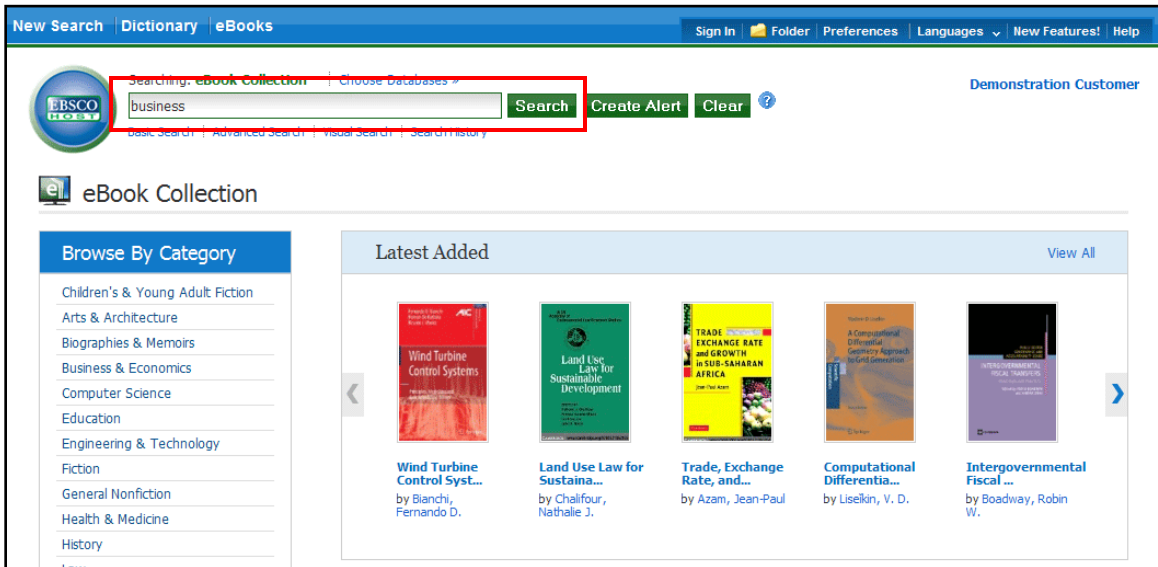 New Search Dictionary eBooks
Sign In Folder Preferences Languages New Features! Help
Searching: eBook Collection Choose Databases »
Demonstration Customer
EBSCO
HOST
business
Search Create Alert Clear ?
Basic Search Advanced Search Visual Search Search History
e
eBook Collection
Browse By Category
Children's & Young Adult Fiction
Arts & Architecture
Biographies & Memoirs
Business & Economics
Computer Science
Education
Engineering & Technology
Fiction
General Nonfiction
Health & Medicine
History
Latest Added
View All
Wind Turbine
Control Systems
Land Use
Law for
Sustainable
Development
TRADE
EXCHANGE RATE
and GROWTH
in SUB-SAHARAN
AFRICA
Jean-Paul Azam
A Computational
Differential
Geometry Approach
to Grid Generation
INTERGOVERNMENTAL
FISCAL TRANSFERS
Wind Turbine
Control Syst...
by Bianchi,
Fernando D.
Land Use Law for
Sustaina...
by Chalifour,
Nathalie J.
Trade, Exchange
Rate, and...
by Azam, Jean-Paul
Computational
Differentia...
by Liseĭkin, V. D.
Intergovernmental
Fiscal ...
by Boadway, Robin
W.